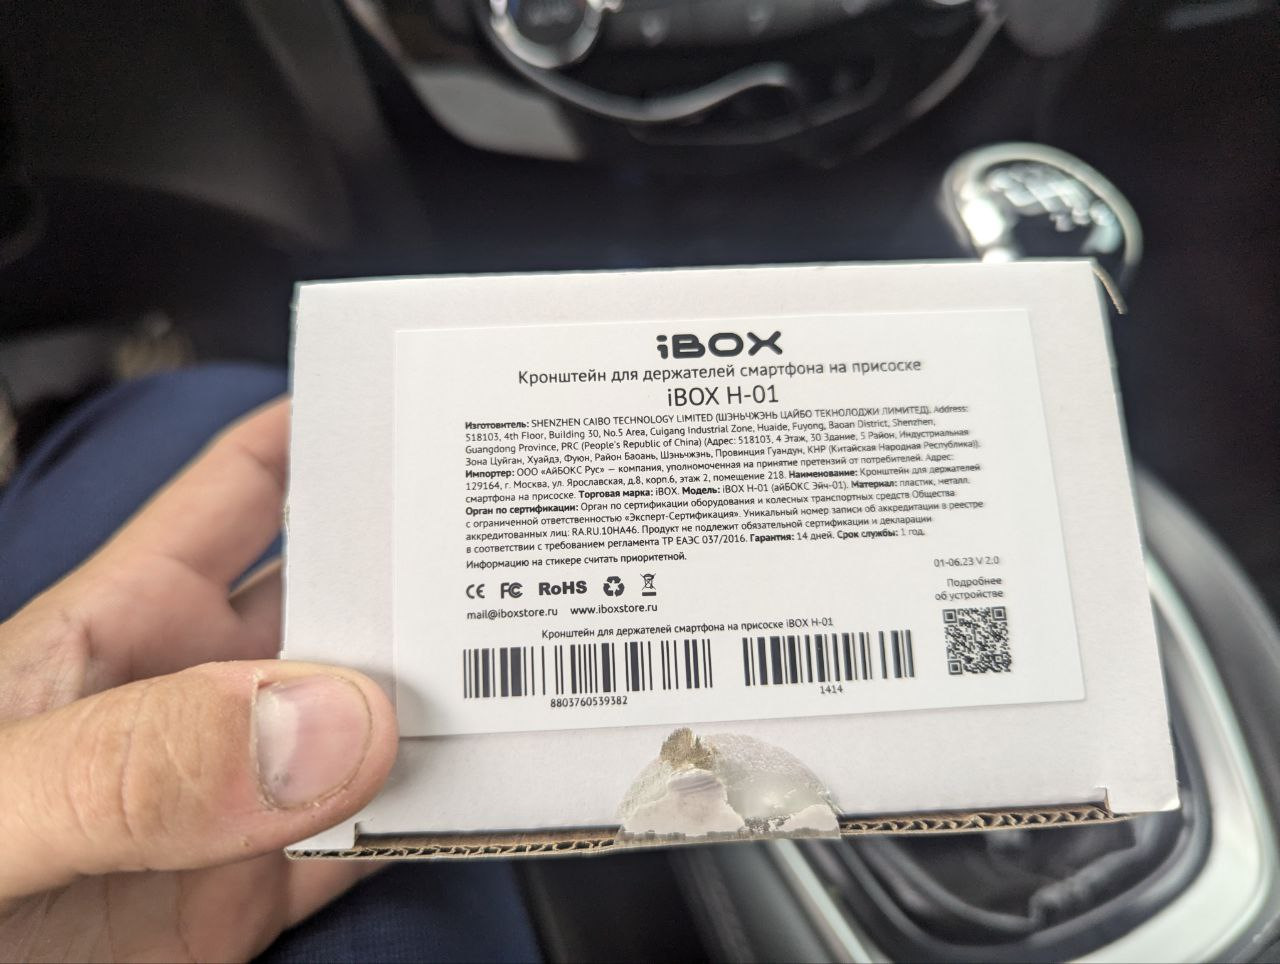 iBOX
Кронштейн для держателей смартфона на присоске
iBOX H-01
Изготовитель: SHENZHEN CAIBO TECHNOLOGY LIMITED (ШЭНЬЧЖЭНЬ ЦАЙБО ТЕКНОЛОДЖИ ЛИМИТЕД). Address:
518103, 4th Floor, Building 30, No.5 Area, Cuigang Industrial Zone, Huaide, Fuyong, Baoan District, Shenzhen,
Guangdong Province, PRC (People's Republic of China) (Адрес: 518103, 4 Этаж, 30 Здание, 5 Район, Индустриальная
Зона Цуйган, Хуайдэ, Фуюн, Район Баоань, Шэньчжэнь, Провинция Гуандун, КНР (Китайская Народная Республика)).
Импортер: ООО «АйБОКС Рус» — компания, уполномоченная на принятие претензий от потребителей. Адрес:
129164, г. Москва, ул. Ярославская, д.8, корп.6, этаж 2, помещение 218. Наименование: Кронштейн для держателей
смартфона на присоске. Торговая марка: iBOX. Модель: iBOX H-01 (айБОКС Эйч-01). Материал: пластик, металл.
Орган по сертификации: Орган по сертификации оборудования и колесных транспортных средств Общества
с ограниченной ответственностью «Эксперт-Сертификация». Уникальный номер записи об аккредитации в реестре
аккредитованных лиц: RA.RU.10НА46. Продукт не подлежит обязательной сертификации и декларации
в соответствии с требованием регламента ТР ЕАЭС 037/2016. Гарантия: 14 дней. Срок службы: 1 год.
Информацию на стикере считать приоритетной.
01-06.23 V 2.0
CE FC RoHS
Подробнее
об устройстве
mail@iboxstore.ru www.iboxstore.ru
Кронштейн для держателей смартфона на присоске iBOX H-01
8803760539382
1414